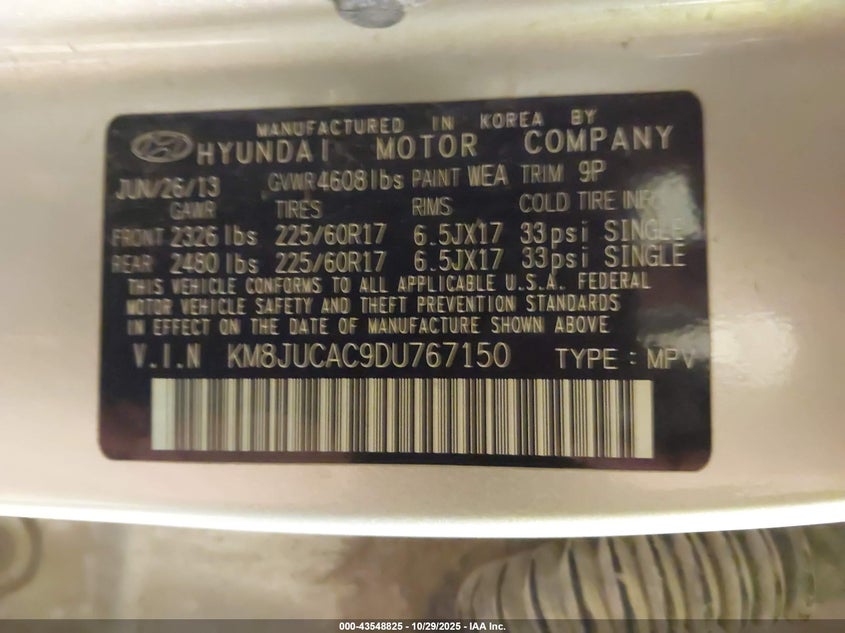 MANUFACTURED IN KOREA BY
HYUNDAI MOTOR COMPANY
JUN/26/13 GVWR 4608lbs PAINT WEA TRIM 9P
GAWR TIRES RIMS COLD TIRE INFO
FRONT 2326 lbs 225/60R17 6.5JX17 33psi SINGLE
REAR 2480 lbs 225/60R17 6.5JX17 33psi SINGLE
THIS VEHICLE CONFORMS TO ALL APPLICABLE U.S.A. FEDERAL
MOTOR VEHICLE SAFETY AND THEFT PREVENTION STANDARDS
IN EFFECT ON THE DATE OF MANUFACTURE SHOWN ABOVE
V.I.N KM8JUCAC9DU767150 TYPE : MPV
000-43548825 - 10/29/2025 - IAA Inc.